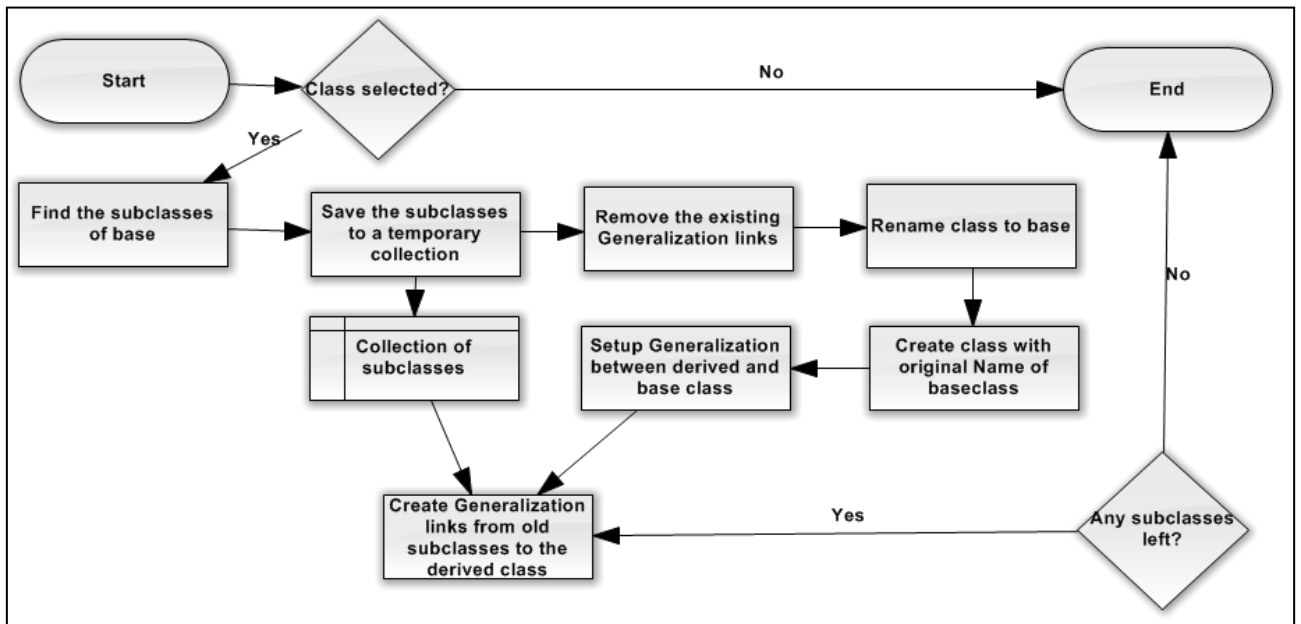 Start
Class selected?
No
End
Yes
Find the subclasses
of base
Save the subclasses
to a temporary
collection
Remove the existing
Generalization links
Rename class to base
No
Collection of
subclasses
Setup Generalization
between derived and
base class
Create class with
original Name of
baseclass
Create Generalization
links from old
subclasses to the
derived class
Yes
Any subclasses
left?